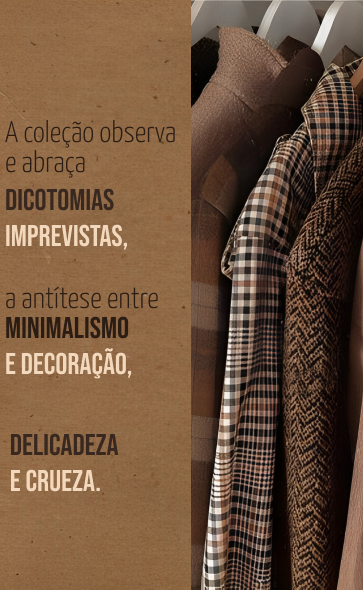 A coleção observa
e abraça
DICOTOMIAS
IMPREVISTAS,
a antítese entre
MINIMALISMO
E DECORAÇÃO,
DELICADEZA
E CRUEZA.